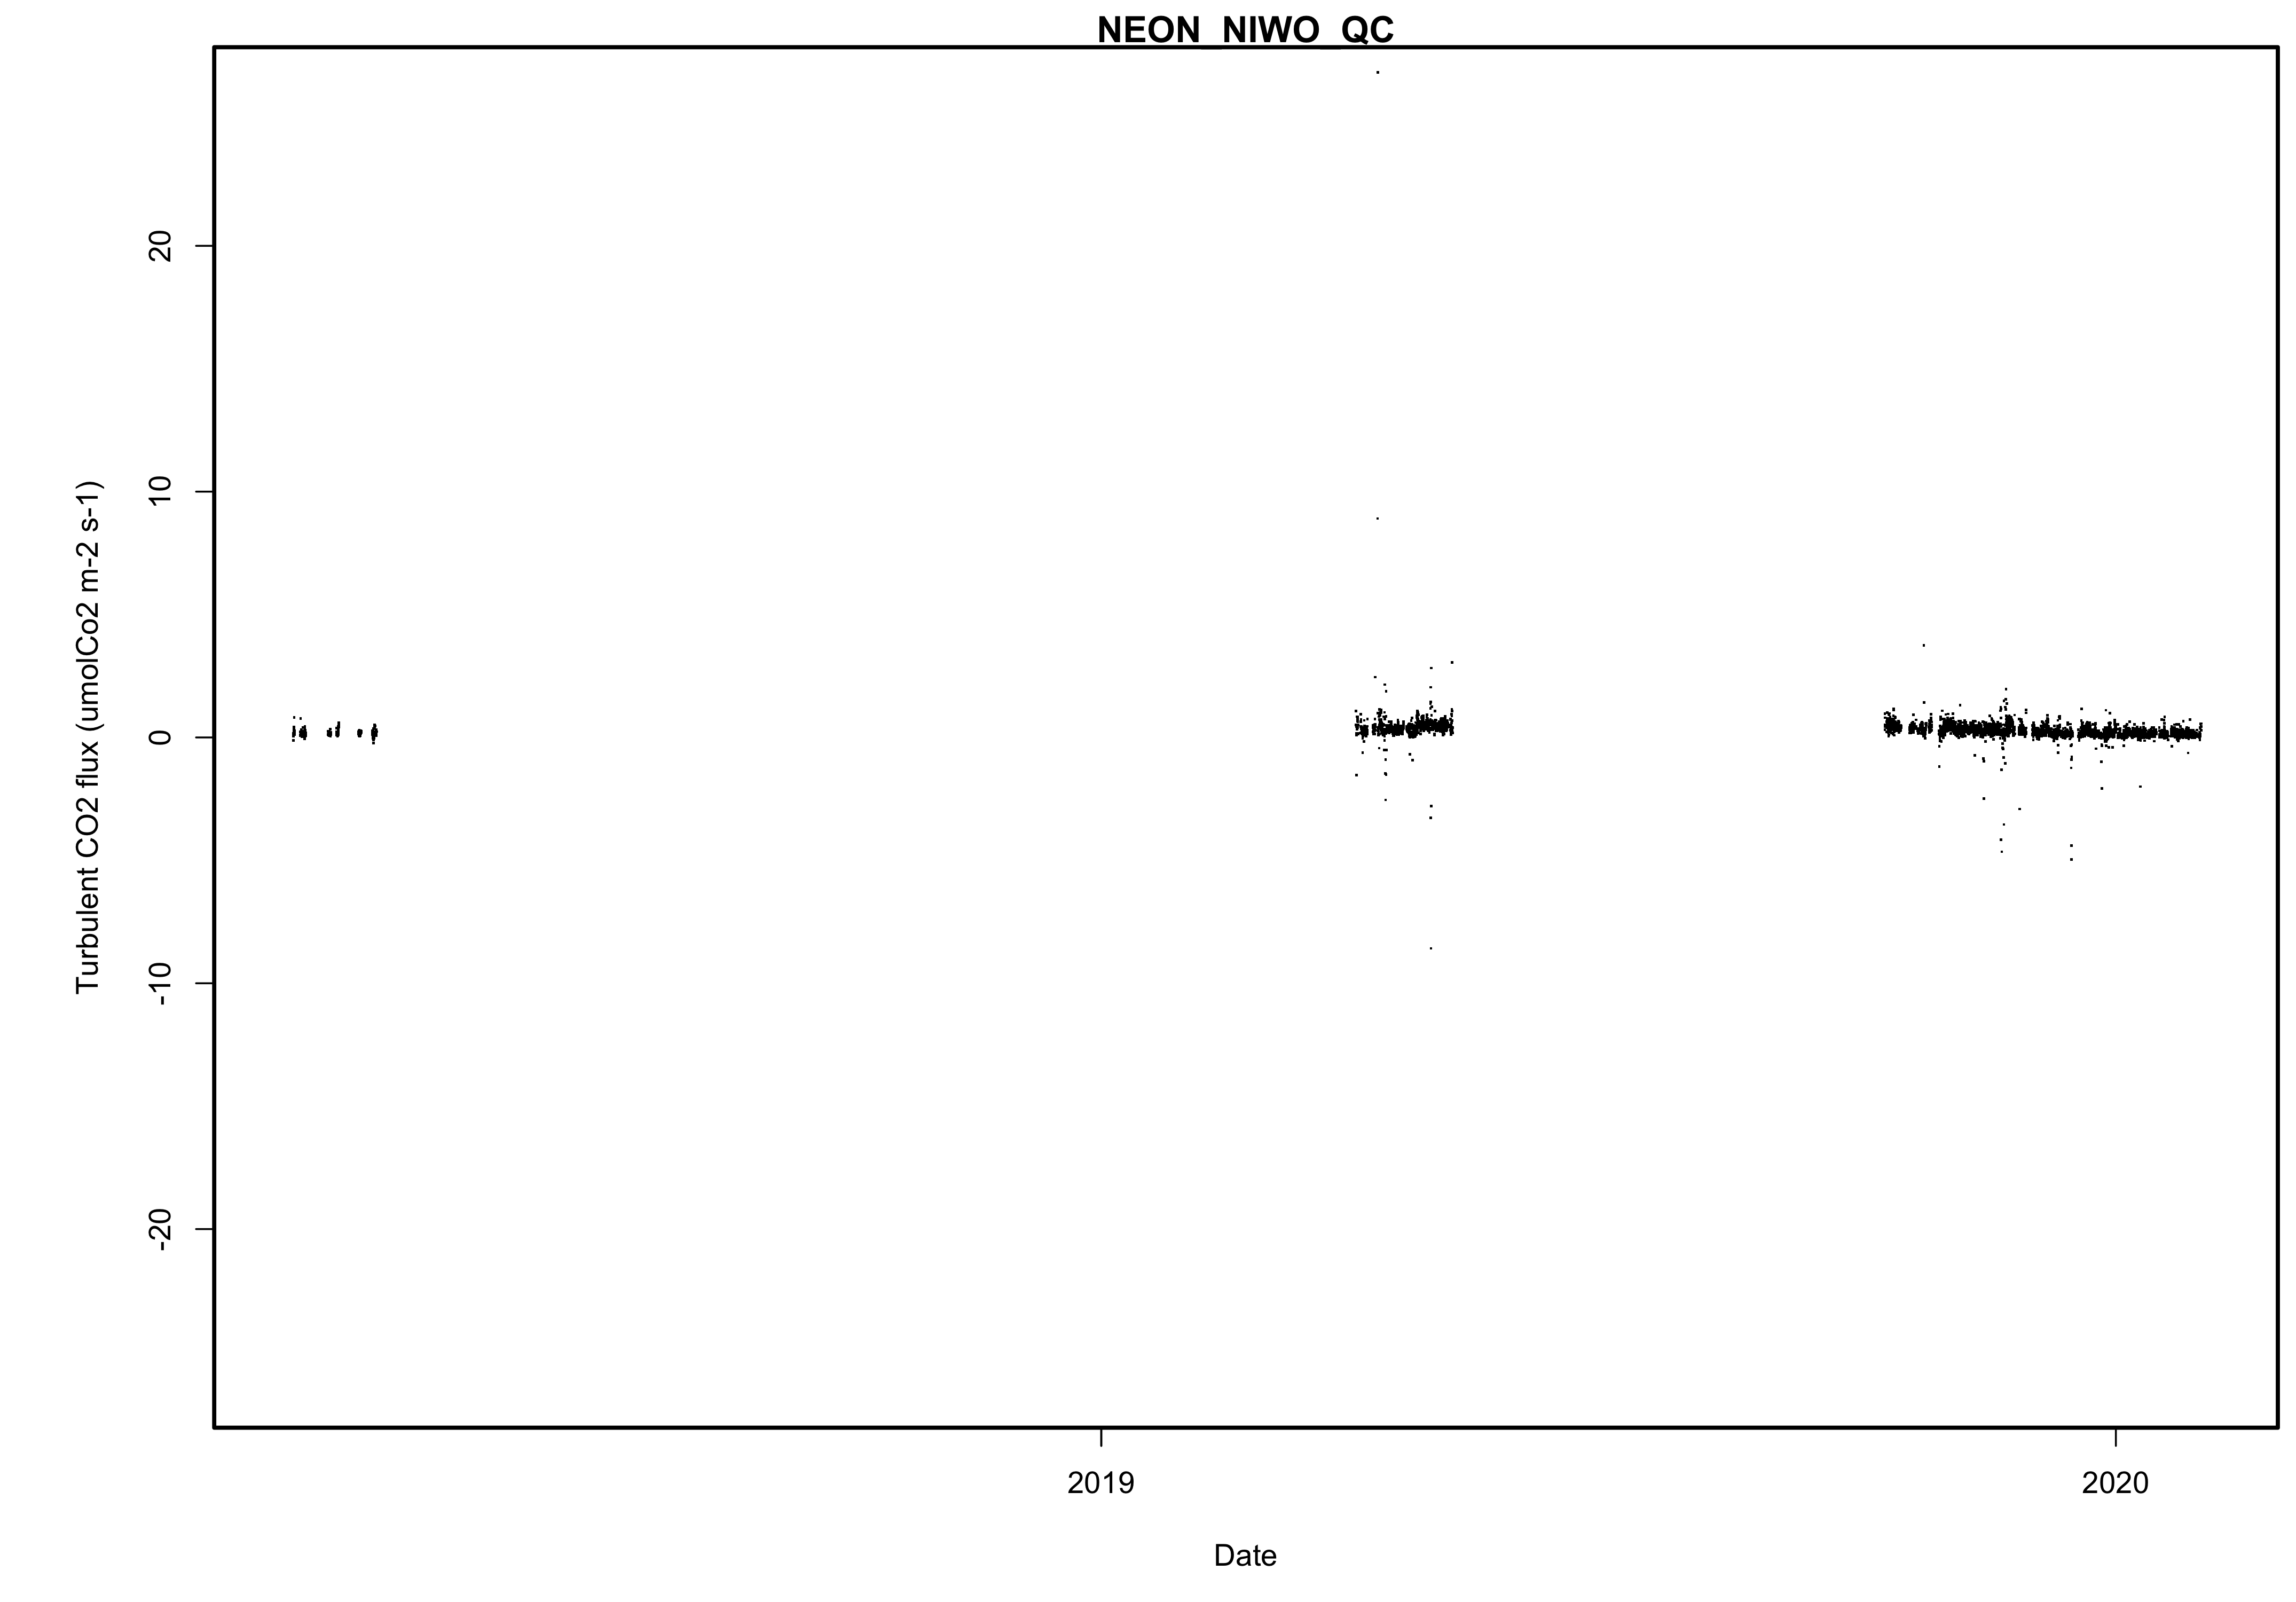 NEON_NIWO_QC
Turbulent CO2 flux (umolCo2 m-2 s-1)
20
10
0
-10
-20
2019
2020
Date